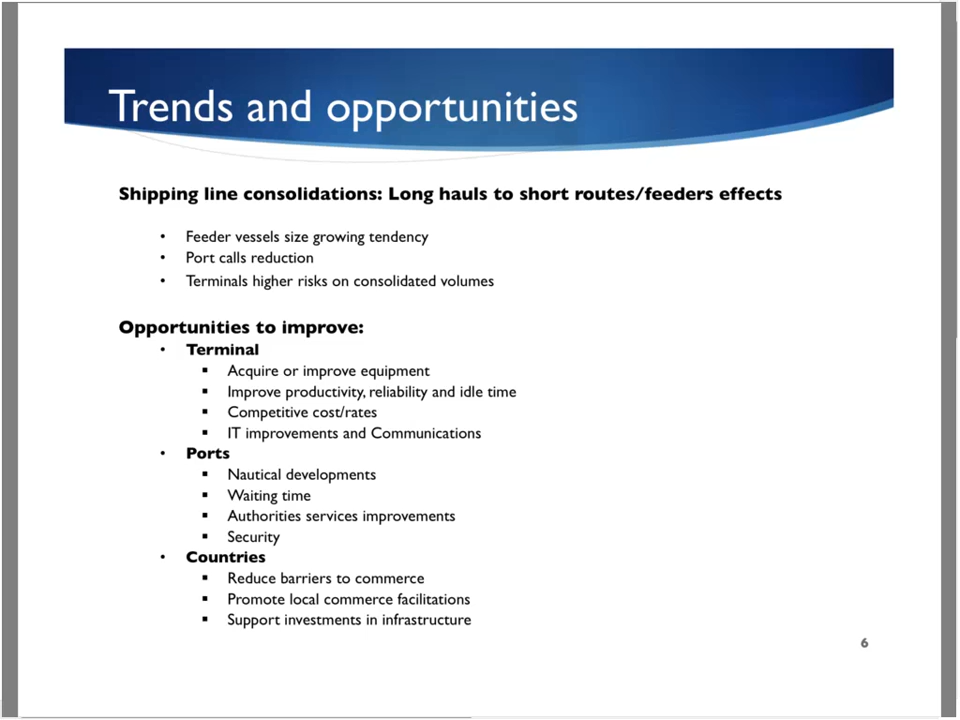 Trends and opportunities
Shipping line consolidations: Long hauls to short routes/feeders effects
• Feeder vessels size growing tendency
• Port calls reduction
• Terminals higher risks on consolidated volumes
Opportunities to improve:
• Terminal
▪ Acquire or improve equipment
▪ Improve productivity, reliability and idle time
▪ Competitive cost/rates
▪ IT improvements and Communications
• Ports
▪ Nautical developments
▪ Waiting time
▪ Authorities services improvements
▪ Security
• Countries
▪ Reduce barriers to commerce
▪ Promote local commerce facilitations
▪ Support investments in infrastructure
6